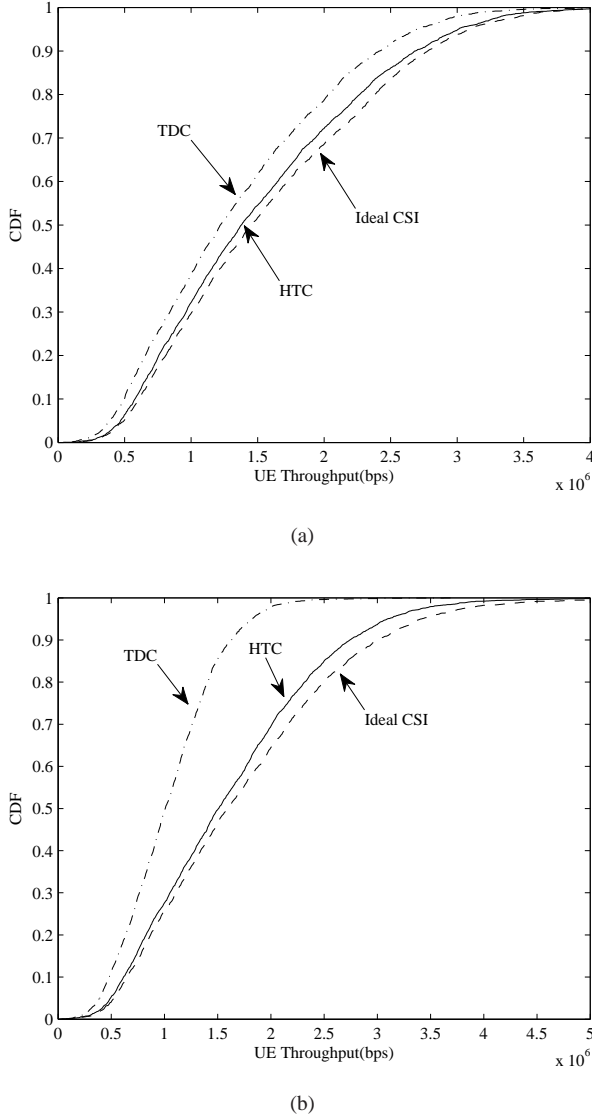 1
0.9
0.8
0.7
0.6
0.5
0.4
0.3
0.2
0.1
0
CDF
TDC
Ideal CSI
HTC
0 0.5 1 1.5 2 2.5 3 3.5 4
UE Throughput(bps)
x 10^6
(a)
1
0.9
0.8
0.7
0.6
0.5
0.4
0.3
0.2
0.1
0
CDF
TDC
HTC
Ideal CSI
0 0.5 1 1.5 2 2.5 3 3.5 4 4.5 5
UE Throughput(bps)
x 10^6
(b)